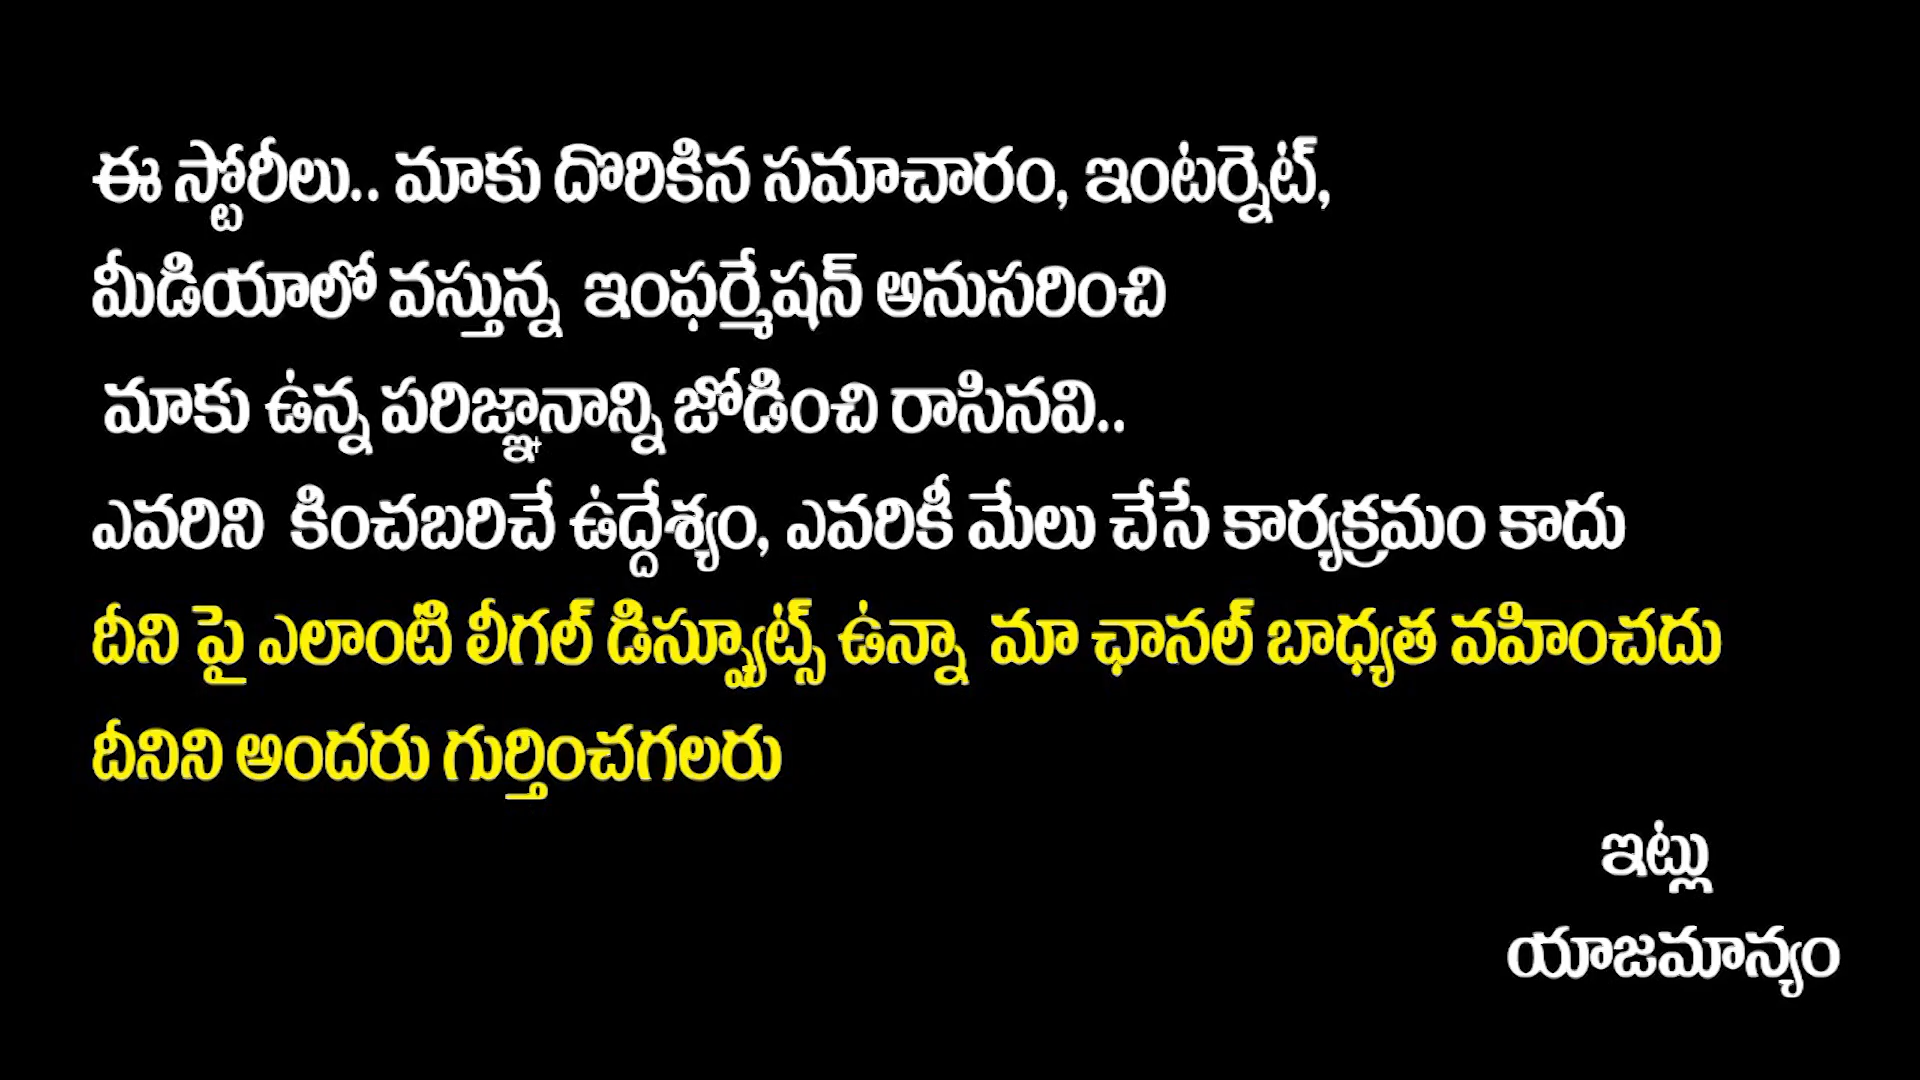 ఈ స్టోరీలు.. మాకు దొరికిన సమాచారం, ఇంటర్నెట్,
మీడియాలో వస్తున్న ఇంఫర్మేషన్ అనుసరించి
మాకు ఉన్న పరిజ్ఞానాన్ని జోడించి రాసినవి..
ఎవరిని కించబరిచే ఉద్దేశ్యం, ఎవరికీ మేలు చేసే కార్యక్రమం కాదు
దీని పై ఎలాంటి లీగల్ డిస్ప్యూట్స్ ఉన్నా మా ఛానల్ బాధ్యత వహించదు
దీనిని అందరు గుర్తించగలరు
ఇట్లు
యాజమాన్యం